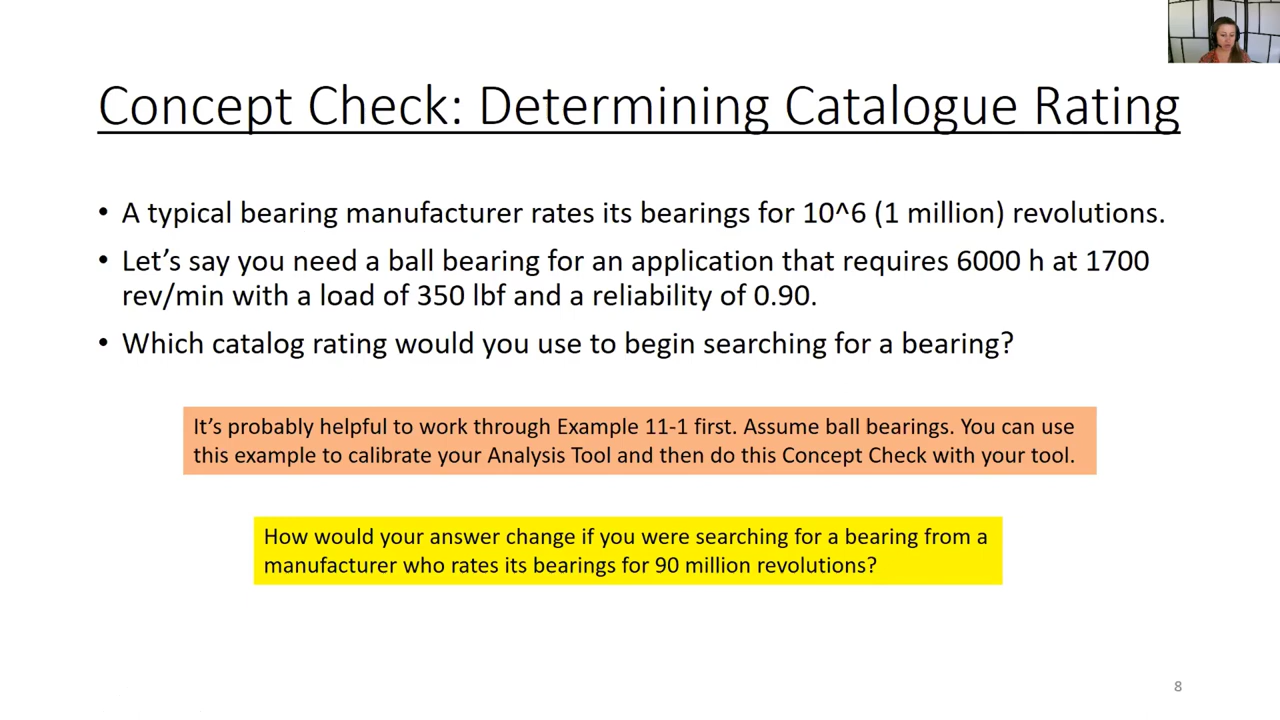 Concept Check: Determining Catalogue Rating
• A typical bearing manufacturer rates its bearings for 10^6 (1 million) revolutions.
• Let's say you need a ball bearing for an application that requires 6000 h at 1700
rev/min with a load of 350 lbf and a reliability of 0.90.
• Which catalog rating would you use to begin searching for a bearing?
It's probably helpful to work through Example 11-1 first. Assume ball bearings. You can use
this example to calibrate your Analysis Tool and then do this Concept Check with your tool.
How would your answer change if you were searching for a bearing from a
manufacturer who rates its bearings for 90 million revolutions?
8